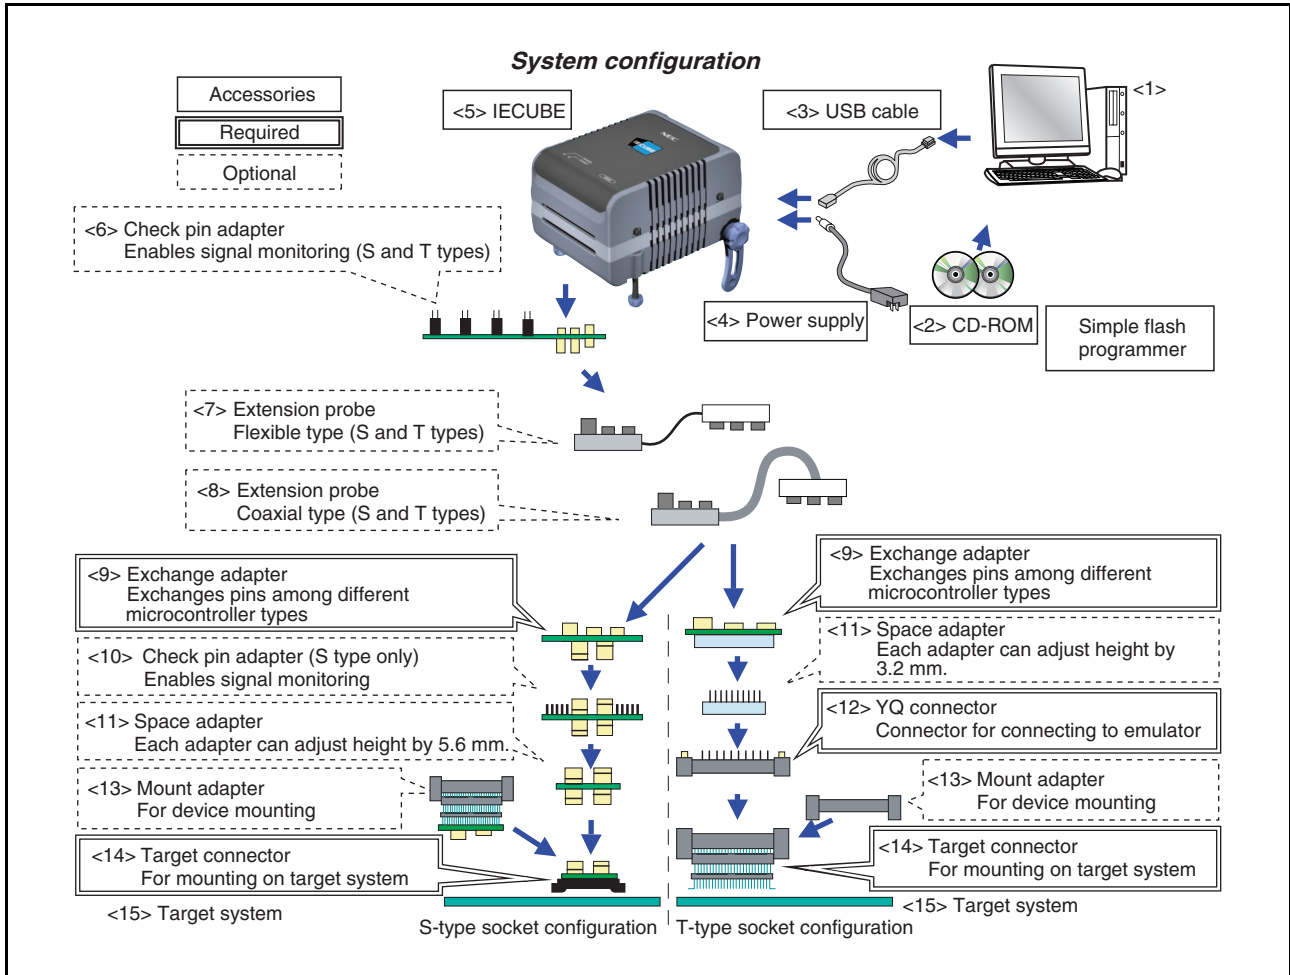 System configuration
Accessories
Required
Optional
<5> IECUBE
<3> USB cable
<1>
NEC
<6> Check pin adapter
Enables signal monitoring (S and T types)
<4> Power supply
<2> CD-ROM
Simple flash
programmer
<7> Extension probe
Flexible type (S and T types)
<8> Extension probe
Coaxial type (S and T types)
<9> Exchange adapter
Exchanges pins among different
microcontroller types
<10> Check pin adapter (S type only)
Enables signal monitoring
<11> Space adapter
Each adapter can adjust height by 5.6 mm.
<13> Mount adapter
For device mounting
<14> Target connector
For mounting on target system
<15> Target system
S-type socket configuration
<9> Exchange adapter
Exchanges pins among different
microcontroller types
<11> Space adapter
Each adapter can adjust height by
3.2 mm.
<12> YQ connector
Connector for connecting to emulator
<13> Mount adapter
For device mounting
<14> Target connector
For mounting on target system
<15> Target system
T-type socket configuration